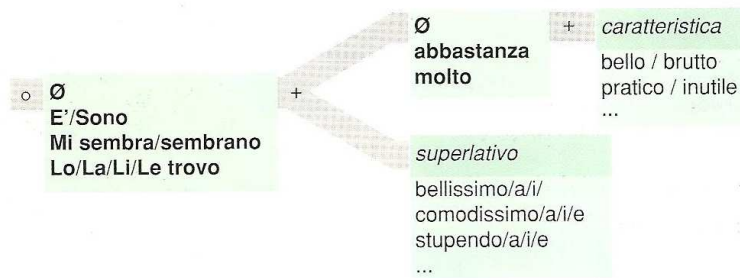 ○ Ø
E'/Sono
Mi sembra/sembrano
Lo/La/Li/Le trovo
+
Ø
abbastanza
molto
+
caratteristica
bello / brutto
pratico / inutile
...
superlativo
bellissimo/a/i/
comodissimo/a/i/e
stupendo/a/i/e
...